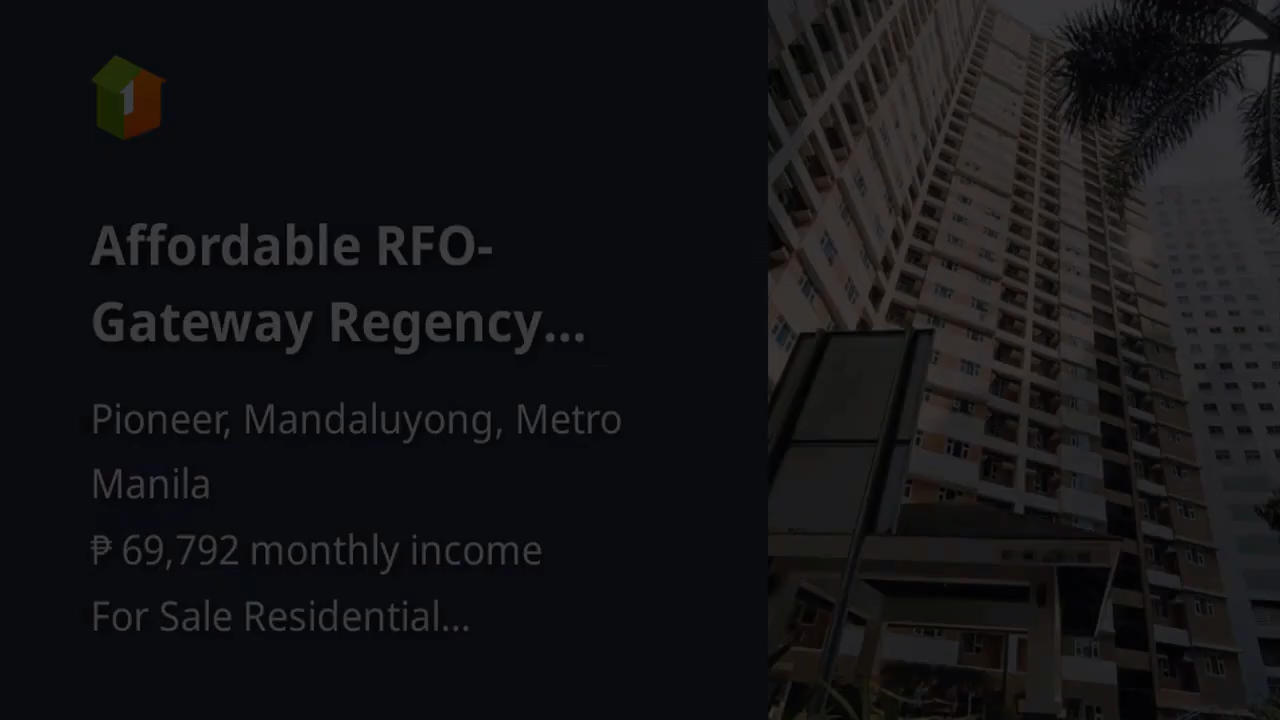 Affordable RFO-
Gateway Regency...
Pioneer, Mandaluyong, Metro
Manila
₱ 69,792 monthly income
For Sale Residential...